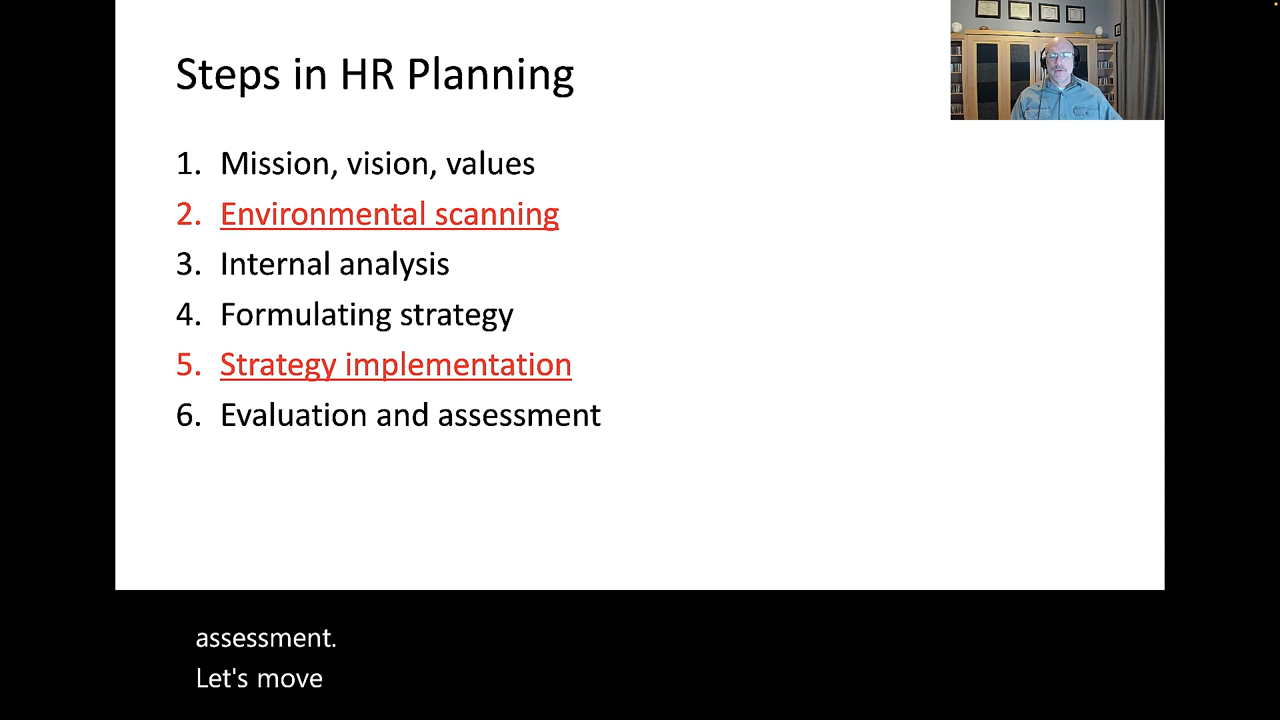 Steps in HR Planning
1. Mission, vision, values
2. Environmental scanning
3. Internal analysis
4. Formulating strategy
5. Strategy implementation
6. Evaluation and assessment
assessment.
Let's move